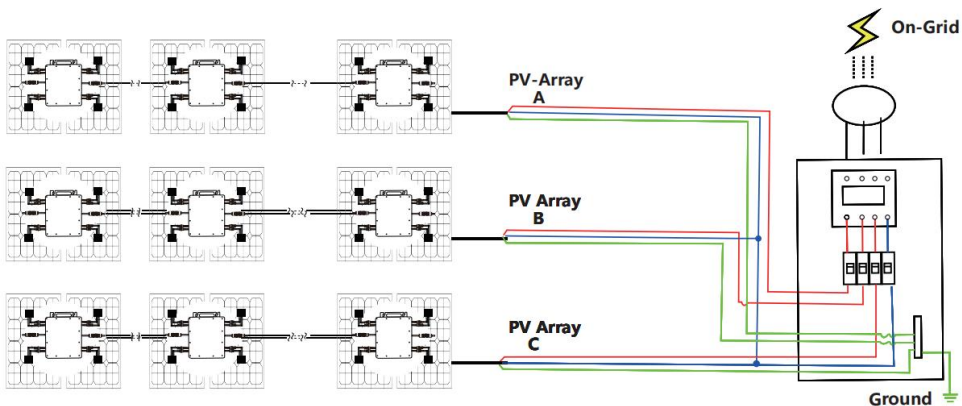 On-Grid
PV-Array
A
PV Array
B
PV Array
C
Ground